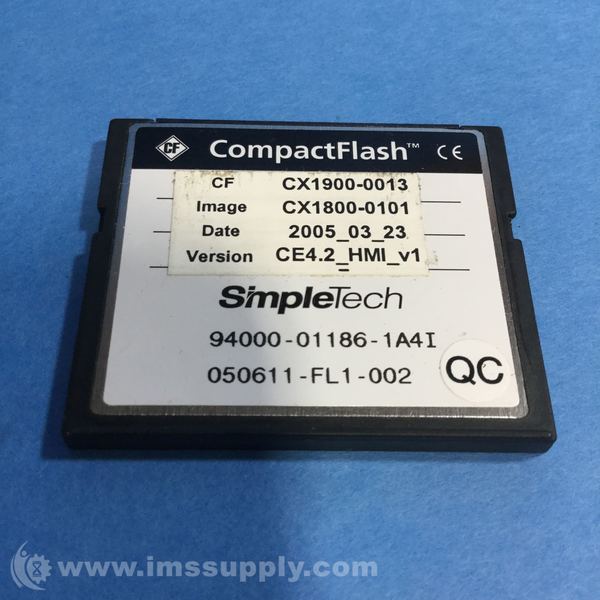 CF CompactFlash™ CE
CF CX1900-0013
Image CX1800-0101
Date 2005_03_23
Version CE4.2_HMI_v1
SimpleTech
94000-01186-1A4I
050611-FL1-002
QC
www.imssupply.com